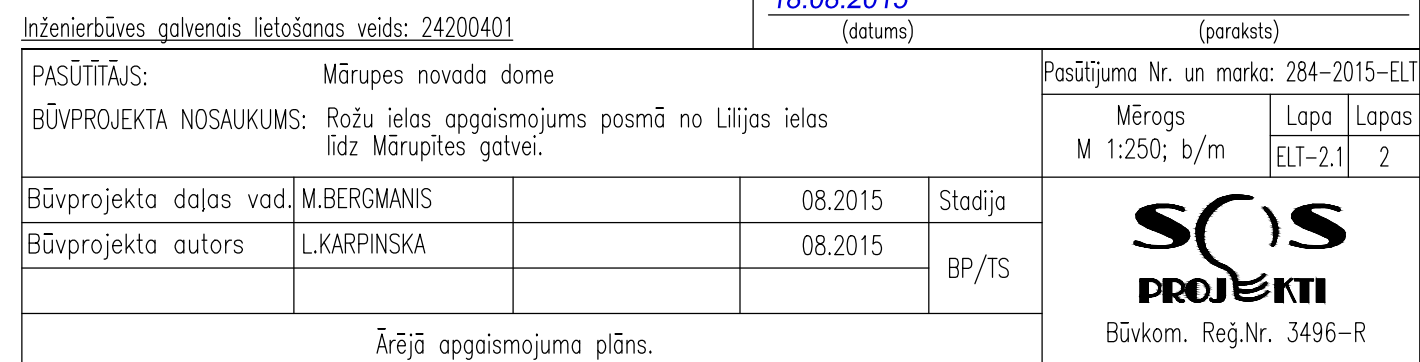 18.08.2015
Inženierbūves galvenais lietošanas veids: 24200401
(datums) (paraksts)
PASŪTĪTĀJS: Mārupes novada dome
Pasūtījuma Nr. un marka: 284-2015-ELT
BŪVPROJEKTA NOSAUKUMS: Rožu ielas apgaismojums posmā no Lilijas ielas
līdz Mārupītes gatvei.
Mērogs Lapa Lapas
M 1:250; b/m ELT-2.1 2
Būvprojekta daļas vad. M.BERGMANIS 08.2015 Stadija
Būvprojekta autors L.KARPINSKA 08.2015
BP/TS
SOS
PROJEKTI
Būvkom. Reģ.Nr. 3496-R
Ārējā apgaismojuma plāns.